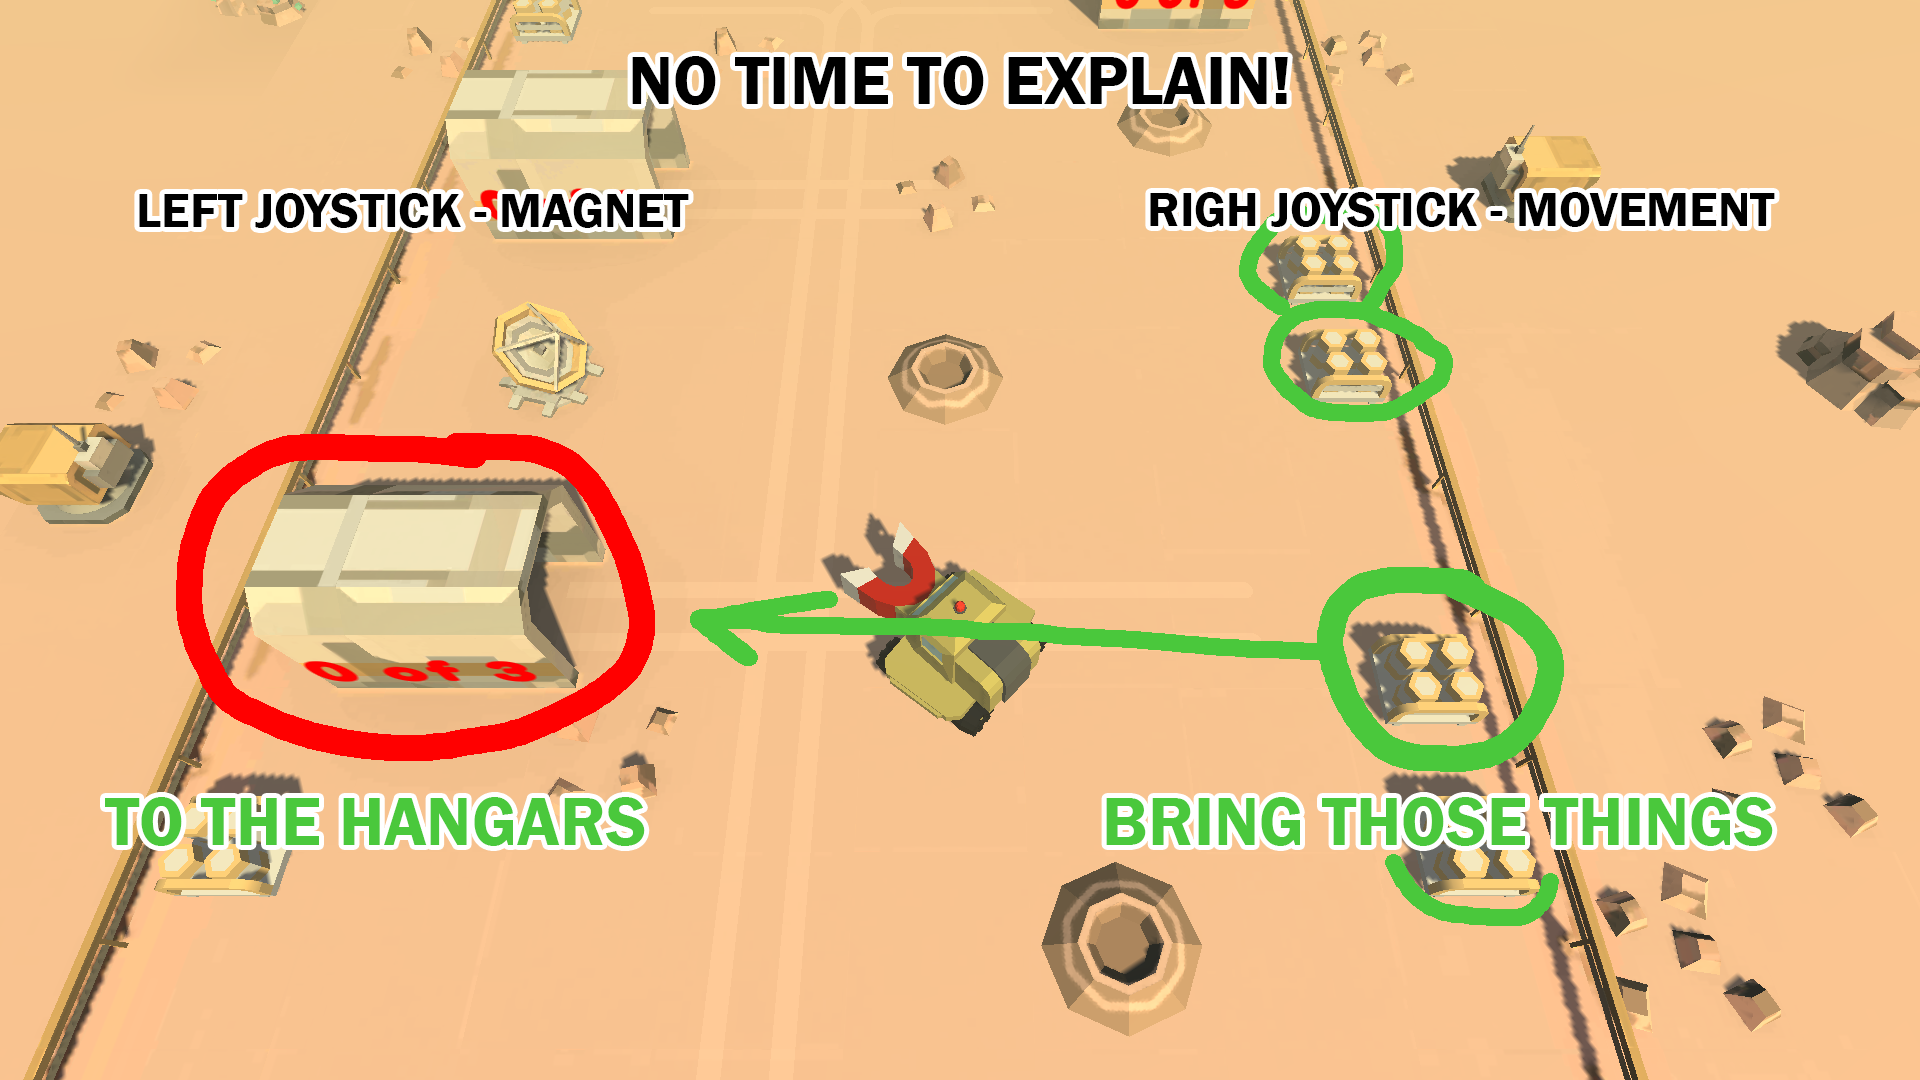 NO TIME TO EXPLAIN!
LEFT JOYSTICK - MAGNET
RIGH JOYSTICK - MOVEMENT
0 of 3
TO THE HANGARS
BRING THOSE THINGS